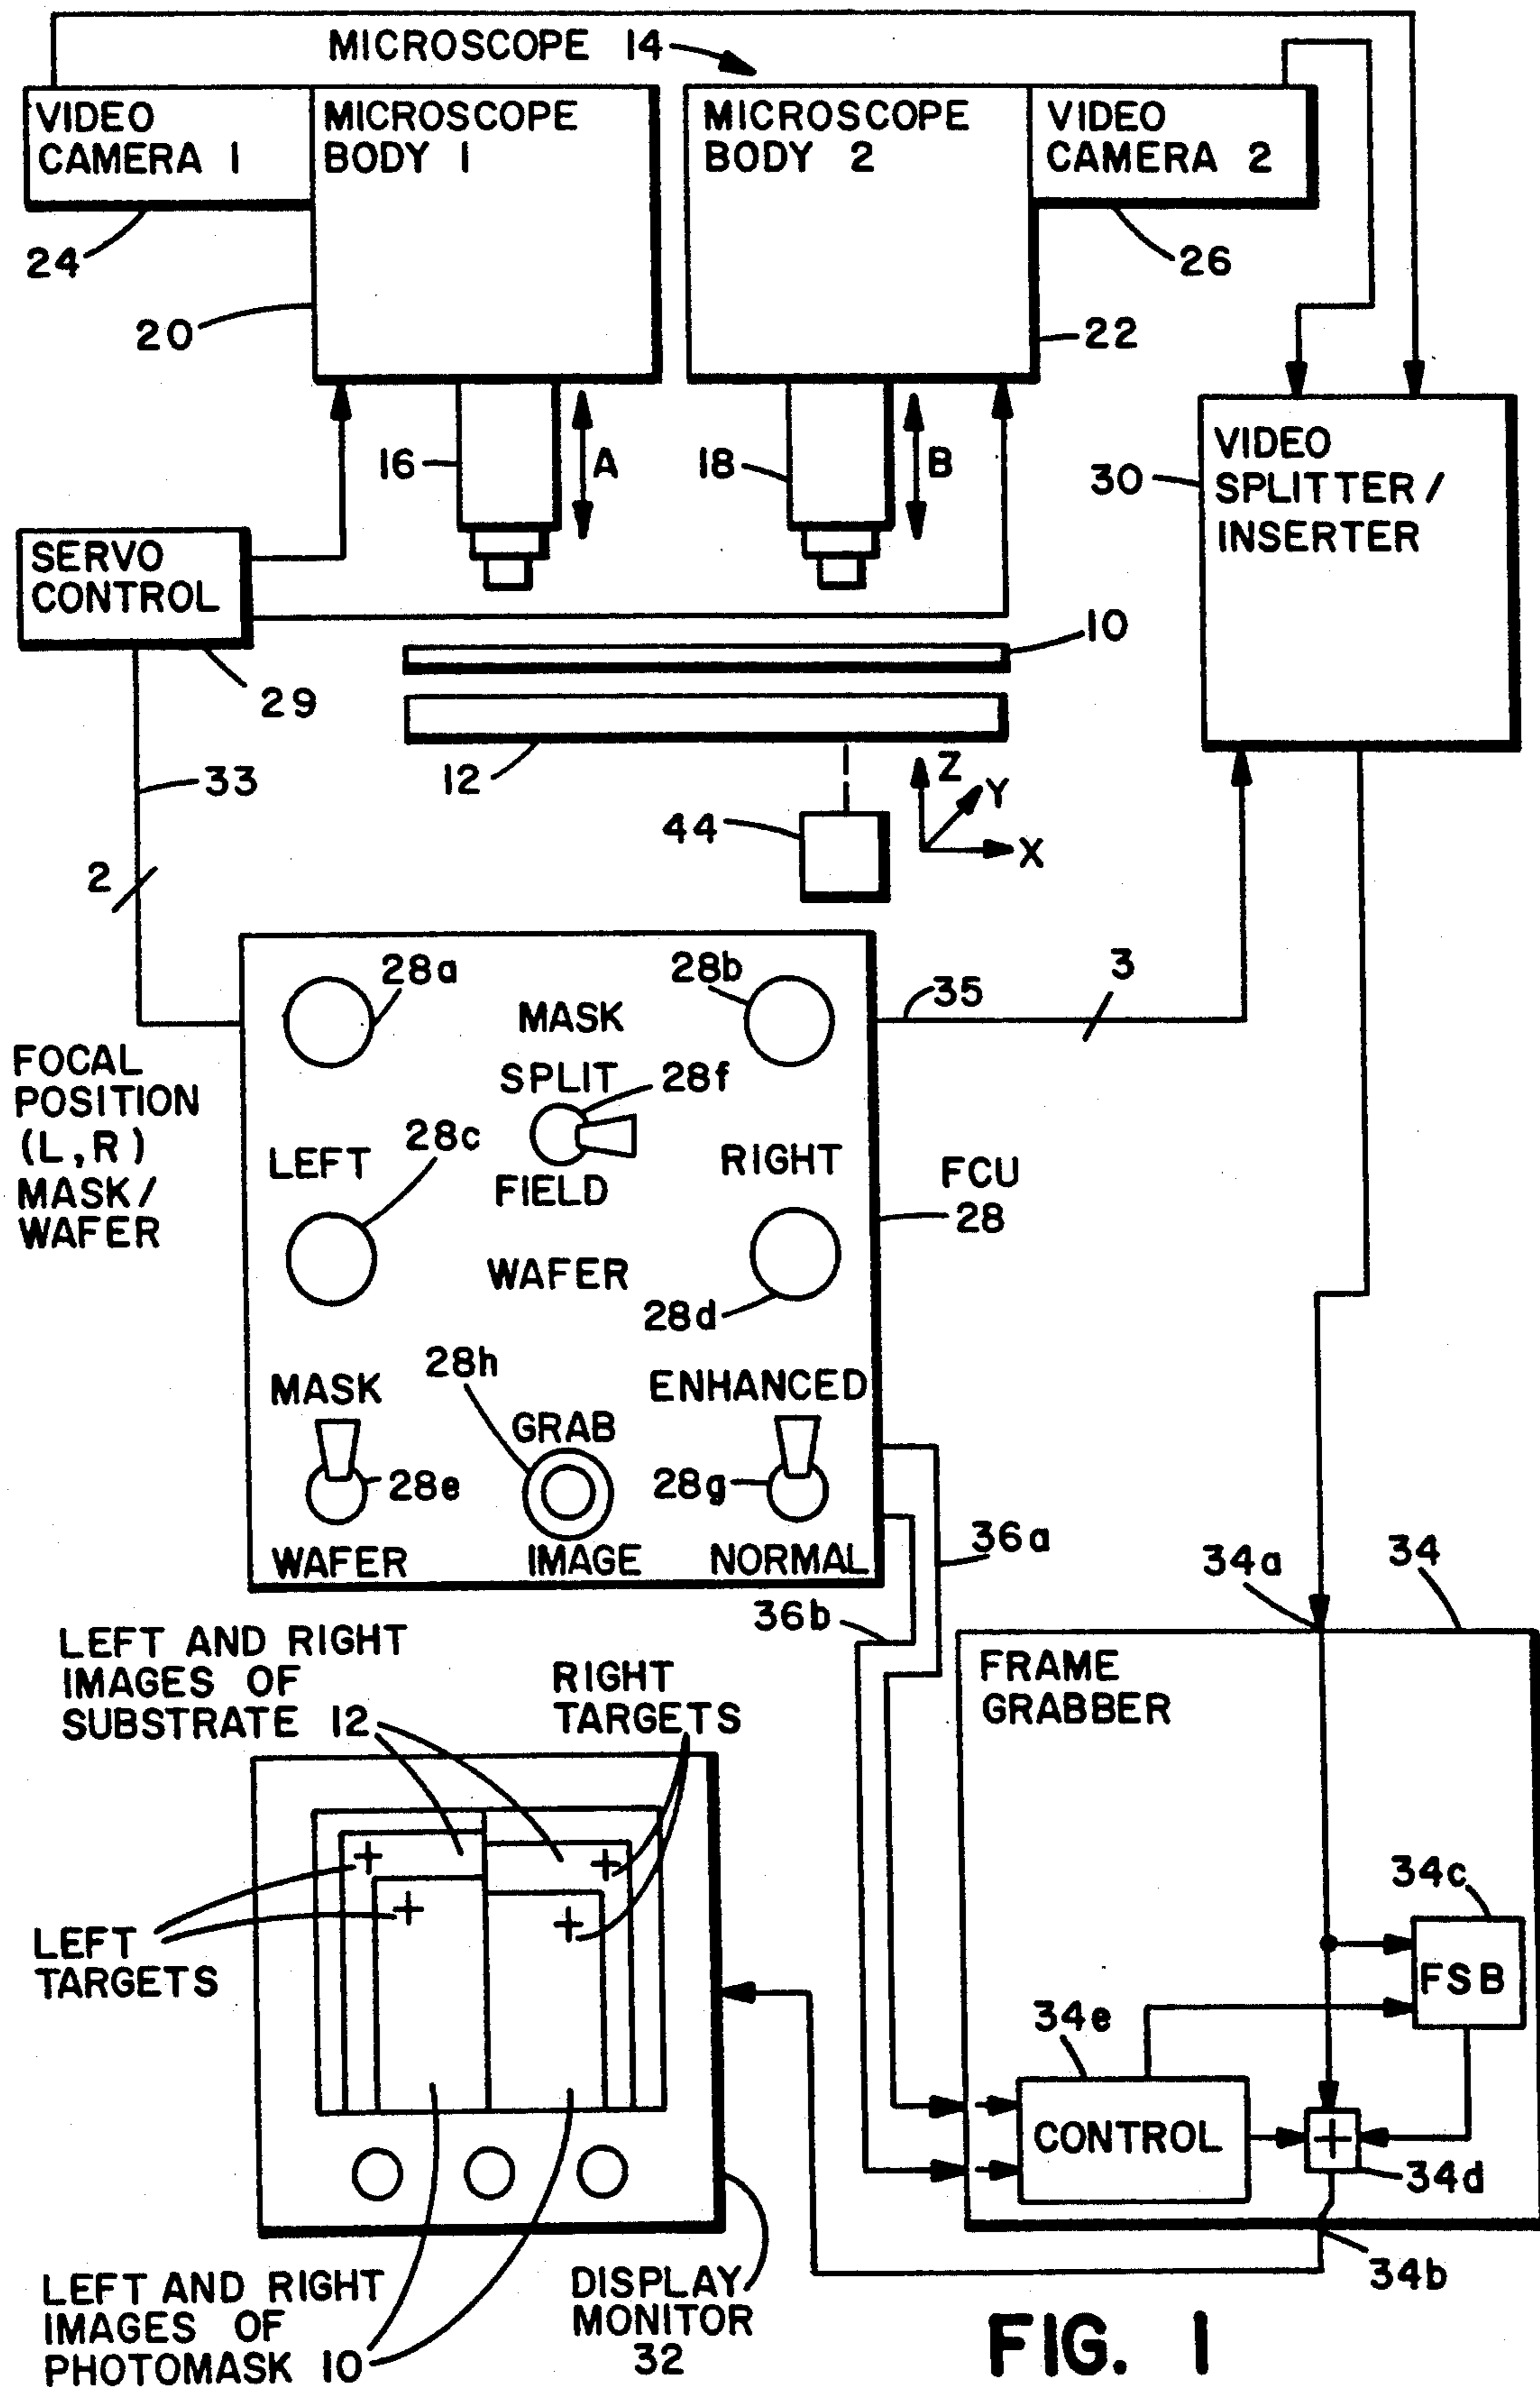 MICROSCOPE 14
VIDEO
CAMERA 1
MICROSCOPE
BODY 1
MICROSCOPE
BODY 2
VIDEO
CAMERA 2
24
26
20
22
16
A
18
B
30
VIDEO
SPLITTER/
INSERTER
SERVO
CONTROL
10
29
12
33
Z
Y
X
44
2
28a
28b
3
35
MASK
SPLIT
28f
FOCAL
POSITION
(L,R)
MASK/
WAFER
LEFT
28c
FIELD
RIGHT
FCU
28
WAFER
28d
28h
MASK
ENHANCED
GRAB
28e
28g
WAFER
IMAGE
NORMAL
36a
36b
34a
34
LEFT AND RIGHT
IMAGES OF
SUBSTRATE 12
RIGHT
TARGETS
FRAME
GRABBER
LEFT
TARGETS
34c
FSB
34e
CONTROL
+
34d
34b
LEFT AND RIGHT
IMAGES OF
PHOTOMASK 10
DISPLAY
MONITOR
32
FIG. 1